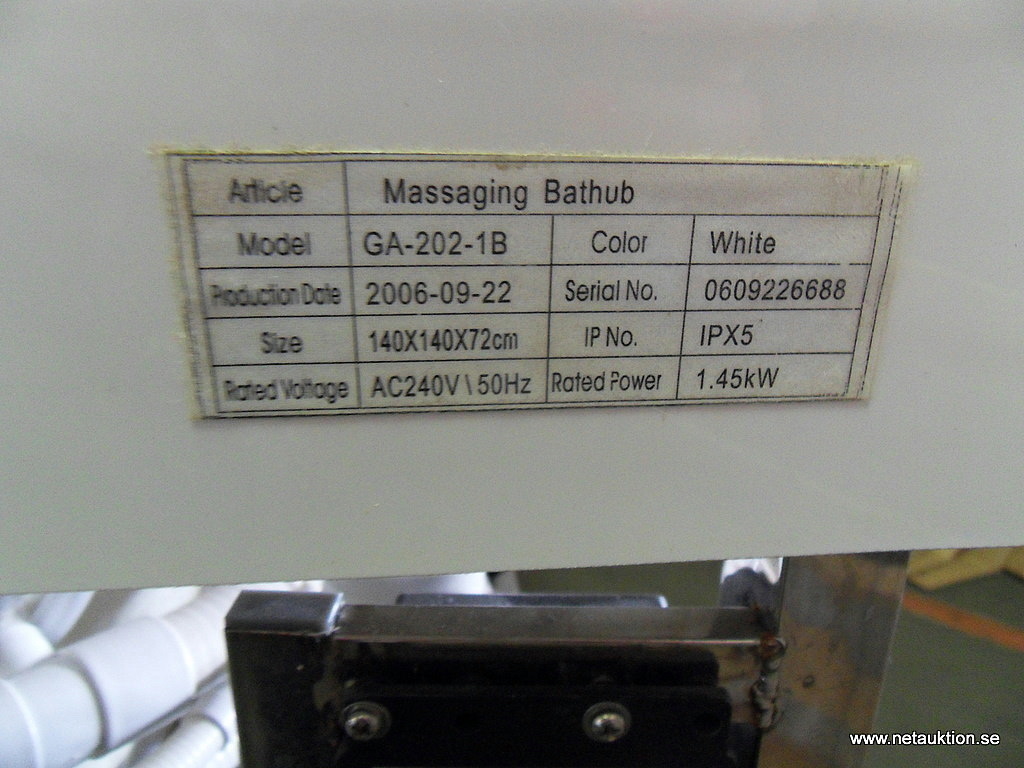 Article Massaging Bathub
Model GA-202-1B Color White
Production Date 2006-09-22 Serial No. 0609226688
Size 140X140X72cm IP No. IPX5
Rated Voltage AC240V\50Hz Rated Power 1.45kW
www.netauktion.se